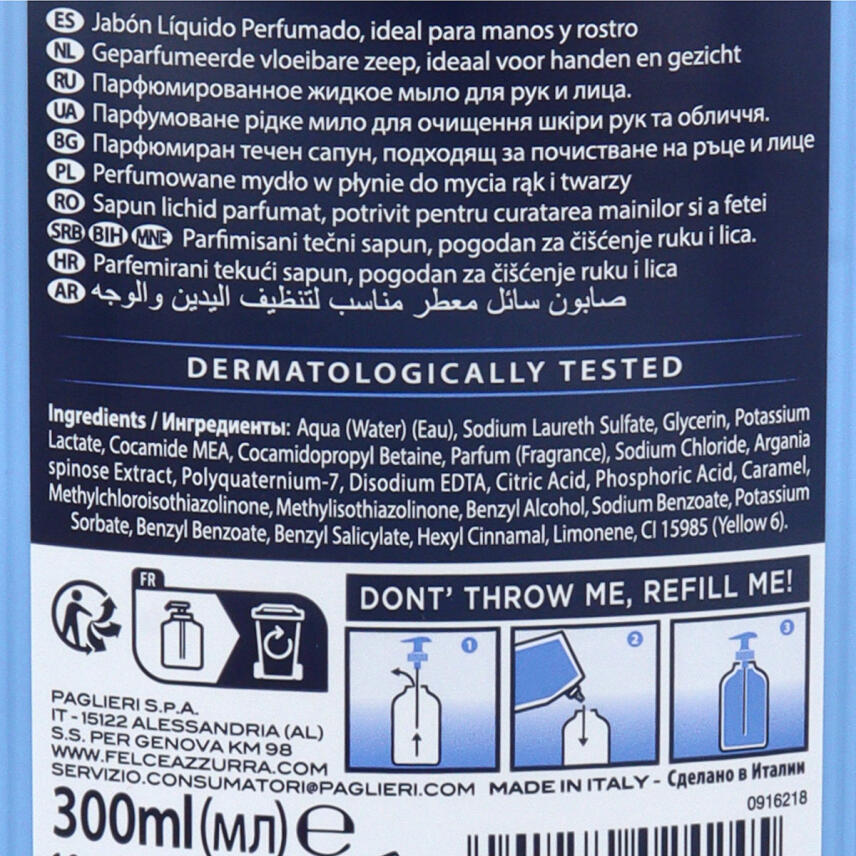 ES Jabón Líquido Perfumado, ideal para manos y rostro
NL Geparfumeerde vloeibare zeep, ideaal voor handen en gezicht
RU Парфюмированное жидкое мыло для рук и лица.
UA Парфумоване рідке мило для очищення шкіри рук та обличчя.
BG Парфюмиран течен сапун, подходящ за почистване на ръце и лице
PL Perfumowane mydło w płynie do mycia rąk i twarzy
RO Sapun lichid parfumat, potrivit pentru curatarea mainilor si a fetei
SRB BIH MNE Parfimisani tečni sapun, pogodan za čišćenje ruku i lica.
HR Parfemirani tekući sapun, pogodan za čišćenje ruku i lica
AR صابون سائل معطر مناسب لتنظيف اليدين والوجه
DERMATOLOGICALLY TESTED
Ingredients / Ингредиенты: Aqua (Water) (Eau), Sodium Laureth Sulfate, Glycerin, Potassium
Lactate, Cocamide MEA, Cocamidopropyl Betaine, Parfum (Fragrance), Sodium Chloride, Argania
spinose Extract, Polyquaternium-7, Disodium EDTA, Citric Acid, Phosphoric Acid, Caramel,
Methylchloroisothiazolinone, Methylisothiazolinone, Benzyl Alcohol, Sodium Benzoate, Potassium
Sorbate, Benzyl Benzoate, Benzyl Salicylate, Hexyl Cinnamal, Limonene, CI 15985 (Yellow 6).
FR
DONT' THROW ME, REFILL ME!
1 2 3
PAGLIERI S.P.A.
IT - 15122 ALESSANDRIA (AL)
S.S. PER GENOVA KM 98
WWW.FELCEAZZURRA.COM
SERVIZIO.CONSUMATORI@PAGLIERI.COM MADE IN ITALY - Сделано в Италии
0916218
300ml (мл) e